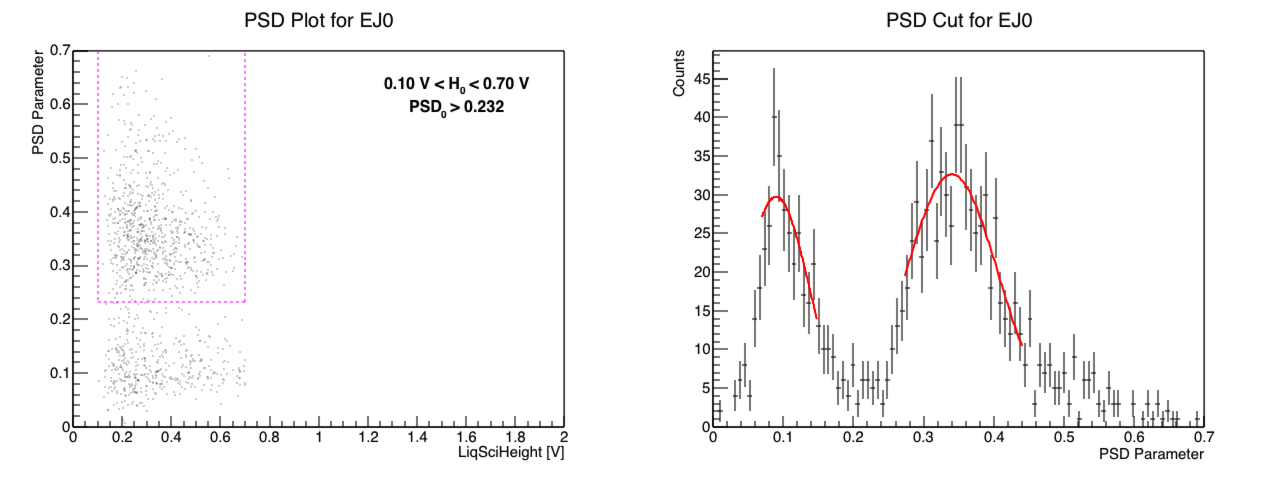 PSD Plot for EJ0
PSD Parameter
0.7
0.6
0.5
0.4
0.3
0.2
0.1
0
0.10 V < H₀ < 0.70 V
PSD₀ > 0.232
0 0.2 0.4 0.6 0.8 1 1.2 1.4 1.6 1.8 2
LiqSciHeight [V]
PSD Cut for EJ0
Counts
45
40
35
30
25
20
15
10
5
0
0 0.1 0.2 0.3 0.4 0.5 0.6 0.7
PSD Parameter